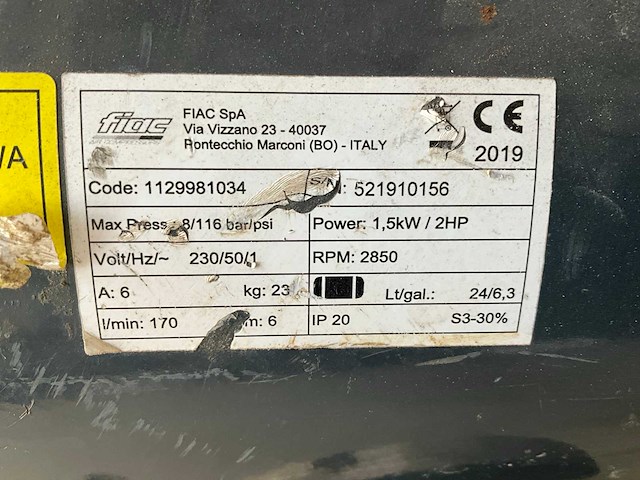 fiac
FIAC SpA
Via Vizzano 23 - 40037
Pontecchio Marconi (BO) - ITALY
CE
2019
/A
Code: 1129981034
S/N: 521910156
Max Press.: 8/116 bar/psi
Power: 1,5kW / 2HP
Volt/Hz/~ 230/50/1
RPM: 2850
A: 6
kg: 23
Lt/gal.: 24/6,3
l/min: 170
m: 6
IP 20
S3-30%